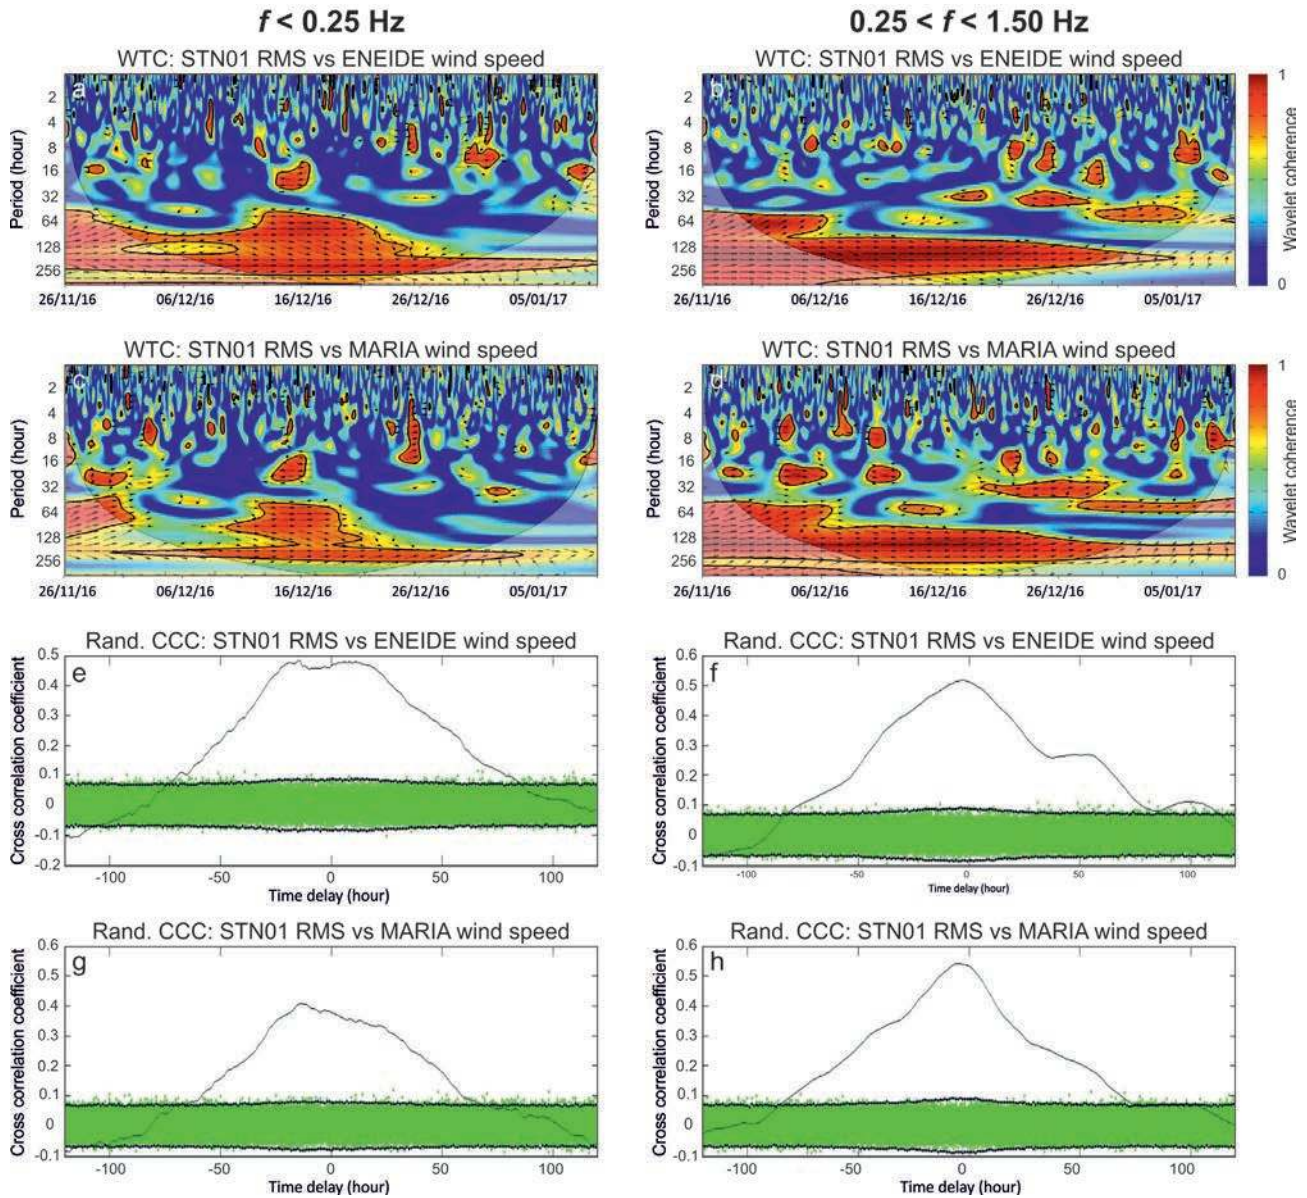 f < 0.25 Hz
0.25 < f < 1.50 Hz
WTC: STN01 RMS vs ENEIDE wind speed
a
Period (hour)
2
4
8
16
32
64
128
256
26/11/16 06/12/16 16/12/16 26/12/16 05/01/17
WTC: STN01 RMS vs ENEIDE wind speed
b
Period (hour)
2
4
8
16
32
64
128
256
26/11/16 06/12/16 16/12/16 26/12/16 05/01/17
1
0
Wavelet coherence
WTC: STN01 RMS vs MARIA wind speed
c
Period (hour)
2
4
8
16
32
64
128
256
26/11/16 06/12/16 16/12/16 26/12/16 05/01/17
WTC: STN01 RMS vs MARIA wind speed
d
Period (hour)
2
4
8
16
32
64
128
256
26/11/16 06/12/16 16/12/16 26/12/16 05/01/17
1
0
Wavelet coherence
Rand. CCC: STN01 RMS vs ENEIDE wind speed
e
Cross correlation coefficient
0.5
0.4
0.3
0.2
0.1
0
-0.1
-0.2
-100 -50 0 50 100
Time delay (hour)
Rand. CCC: STN01 RMS vs ENEIDE wind speed
f
Cross correlation coefficient
0.6
0.5
0.4
0.3
0.2
0.1
0
-0.1
-100 -50 0 50 100
Time delay (hour)
Rand. CCC: STN01 RMS vs MARIA wind speed
g
Cross correlation coefficient
0.6
0.5
0.4
0.3
0.2
0.1
0
-0.1
-100 -50 0 50 100
Time delay (hour)
Rand. CCC: STN01 RMS vs MARIA wind speed
h
Cross correlation coefficient
0.6
0.5
0.4
0.3
0.2
0.1
0
-0.1
-100 -50 0 50 100
Time delay (hour)